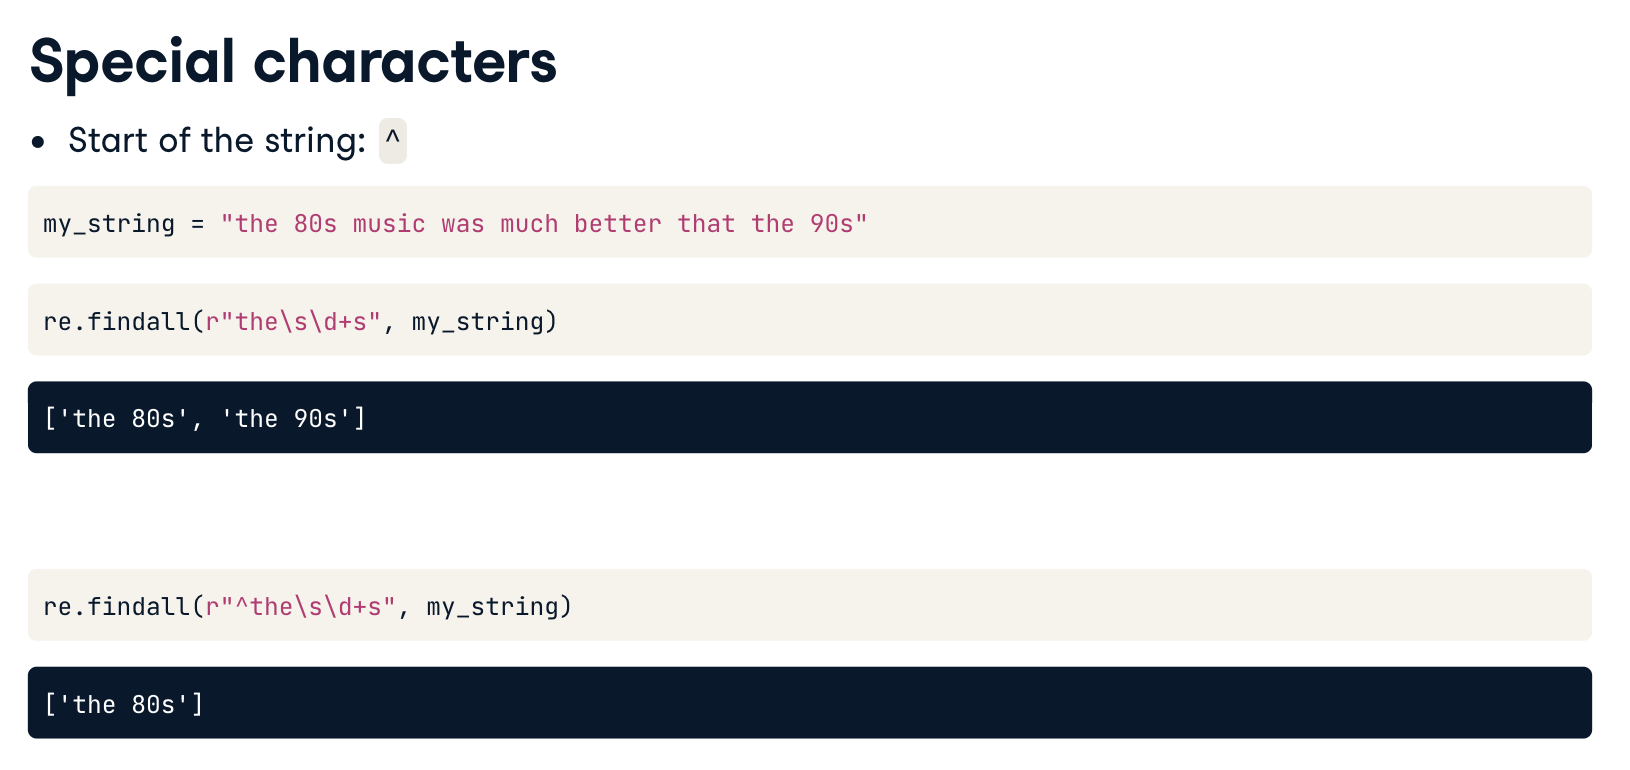 Special characters
• Start of the string: ^
my_string = "the 80s music was much better that the 90s"
re.findall(r"the\s\d+s", my_string)
['the 80s', 'the 90s']
re.findall(r"^the\s\d+s", my_string)
['the 80s']